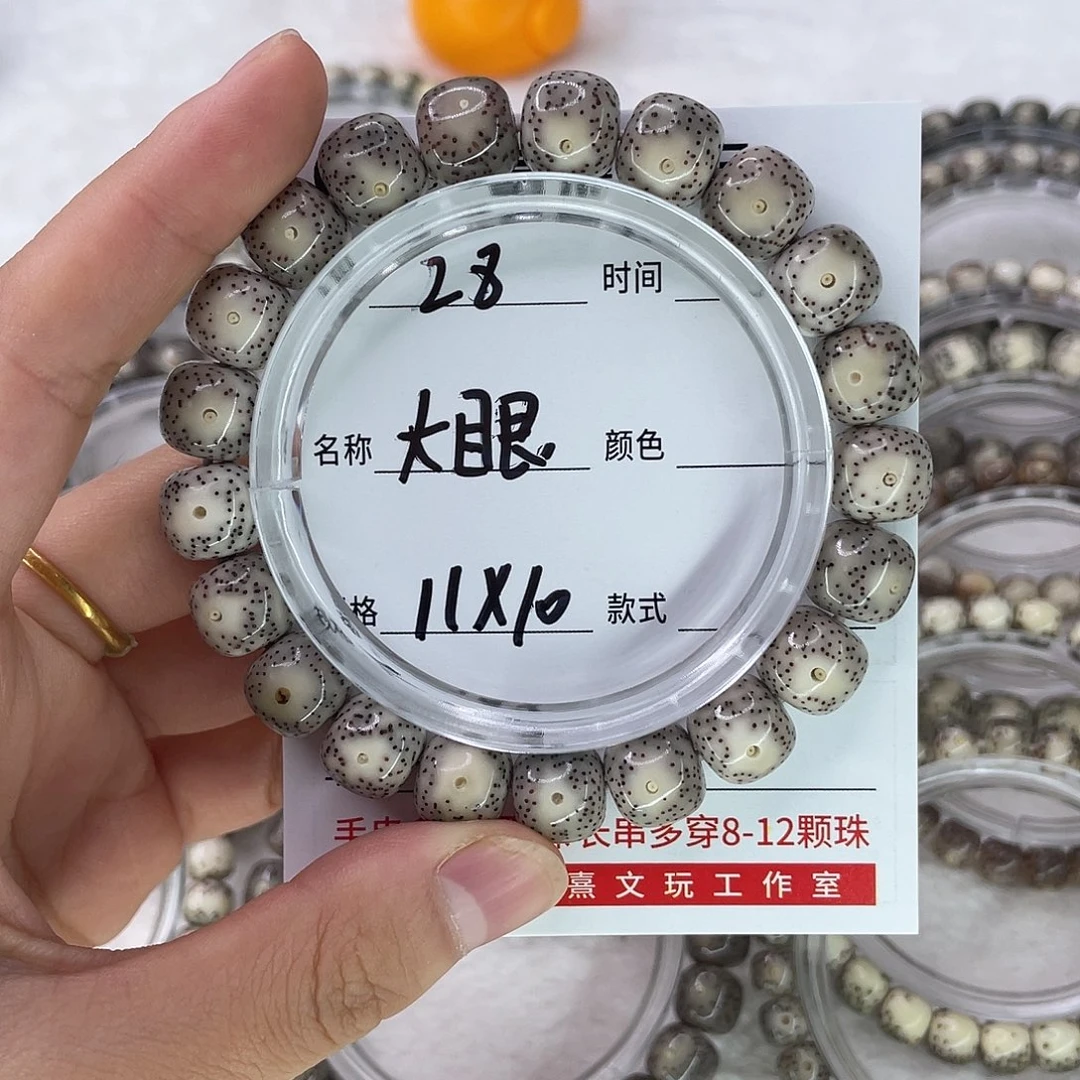 28 时间
名称 大眼 颜色
格 11X10 款式
长串多穿8-12颗珠
熹文玩工作室